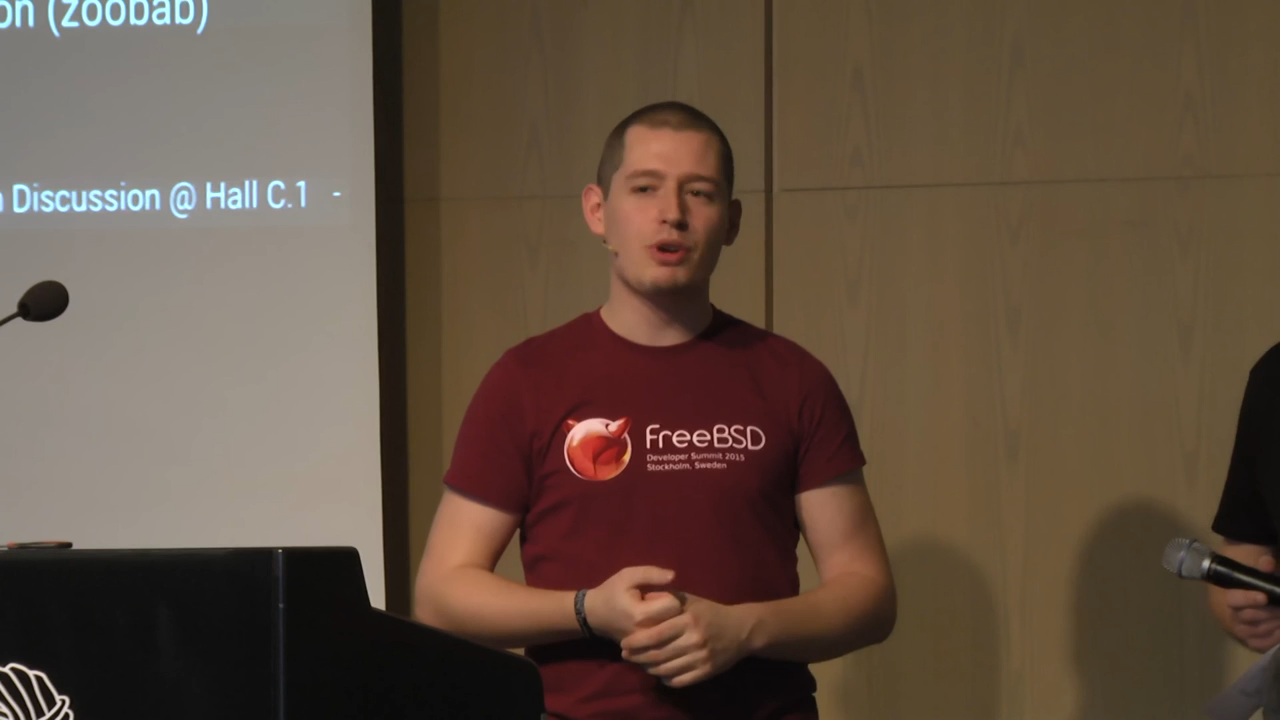 on (zoobab)
Discussion @ Hall C.1 -
FreeBSD
Developer Summit 2015
Stockholm, Sweden